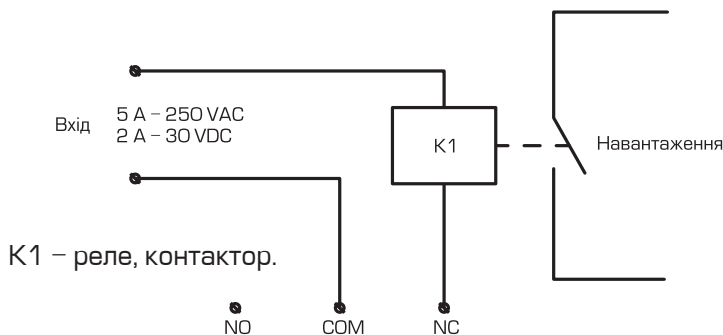 Вхід
5 A – 250 VAC
2 A – 30 VDC
K1
Навантаження
K1 – реле, контактор.
NO COM NC